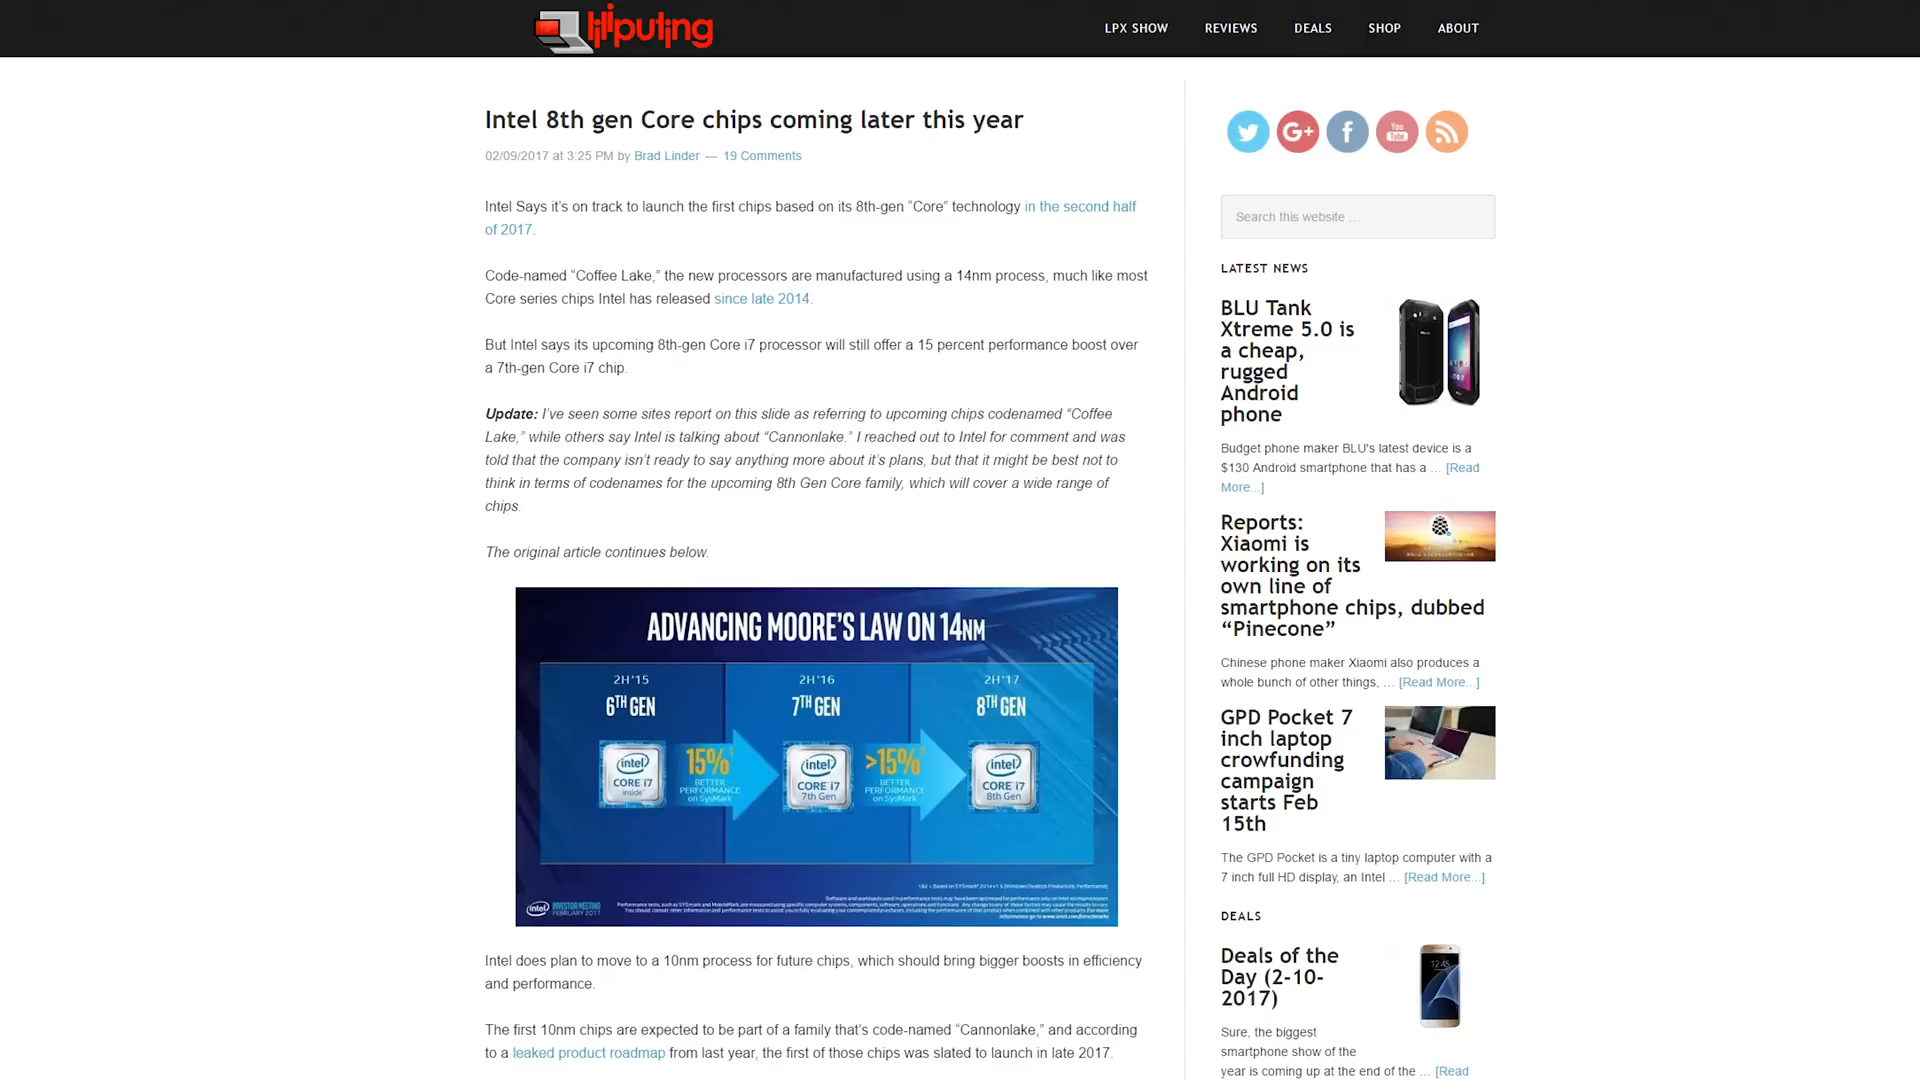 liliputing
LPX SHOW
REVIEWS
DEALS
SHOP
ABOUT
Intel 8th gen Core chips coming later this year
02/09/2017 at 3:25 PM by Brad Linder — 19 Comments
Intel Says it’s on track to launch the first chips based on its 8th-gen “Core” technology in the second half
of 2017.
Code-named “Coffee Lake,” the new processors are manufactured using a 14nm process, much like most
Core series chips Intel has released since late 2014.
But Intel says its upcoming 8th-gen Core i7 processor will still offer a 15 percent performance boost over
a 7th-gen Core i7 chip.
Update: I’ve seen some sites report on this slide as referring to upcoming chips codenamed “Coffee
Lake,” while others say Intel is talking about “Cannonlake.” I reached out to Intel for comment and was
told that the company isn’t ready to say anything more about it’s plans, but that it might be best not to
think in terms of codenames for the upcoming 8th Gen Core family, which will cover a wide range of
chips.
The original article continues below.
ADVANCING MOORE’S LAW ON 14NM
2H'15
6TH GEN
2H'16
7TH GEN
2H'17
8TH GEN
intel
CORE i7
inside
15%
BETTER
PERFORMANCE
on SysMark
intel
CORE i7
7th Gen
>15%
BETTER
PERFORMANCE
on SysMark
intel
CORE i7
8th Gen
intel INVESTOR MEETING
FEBRUARY 2017
Intel does plan to move to a 10nm process for future chips, which should bring bigger boosts in efficiency
and performance.
The first 10nm chips are expected to be part of a family that’s code-named “Cannonlake,” and according
to a leaked product roadmap from last year, the first of those chips was slated to launch in late 2017.
G+
f
You
Tube
Search this website …
LATEST NEWS
BLU Tank
Xtreme 5.0 is
a cheap,
rugged
Android
phone
Budget phone maker BLU's latest device is a
$130 Android smartphone that has a … [Read
More...]
Reports:
Xiaomi is
working on its
own line of
smartphone chips, dubbed
“Pinecone”
Chinese phone maker Xiaomi also produces a
whole bunch of other things, … [Read More...]
GPD Pocket 7
inch laptop
crowfunding
campaign
starts Feb
15th
The GPD Pocket is a tiny laptop computer with a
7 inch full HD display, an Intel … [Read More...]
DEALS
Deals of the
Day (2-10-
2017)
12:45
Sure, the biggest
smartphone show of the
year is coming up at the end of the … [Read